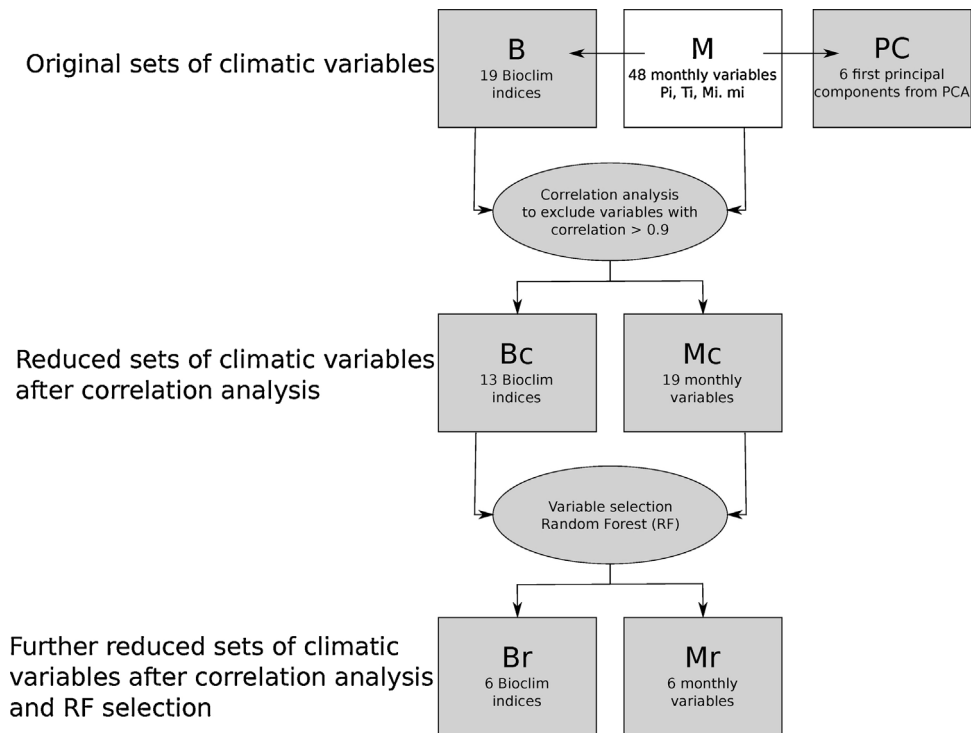 Original sets of climatic variables
B
19 Bioclim
indices
M
48 monthly variables
Pi, Ti, Mi. mi
PC
6 first principal
components from PCA
Correlation analysis
to exclude variables with
correlation > 0.9
Reduced sets of climatic variables
after correlation analysis
Bc
13 Bioclim
indices
Mc
19 monthly
variables
Variable selection
Random Forest (RF)
Further reduced sets of climatic
variables after correlation analysis
and RF selection
Br
6 Bioclim
indices
Mr
6 monthly
variables